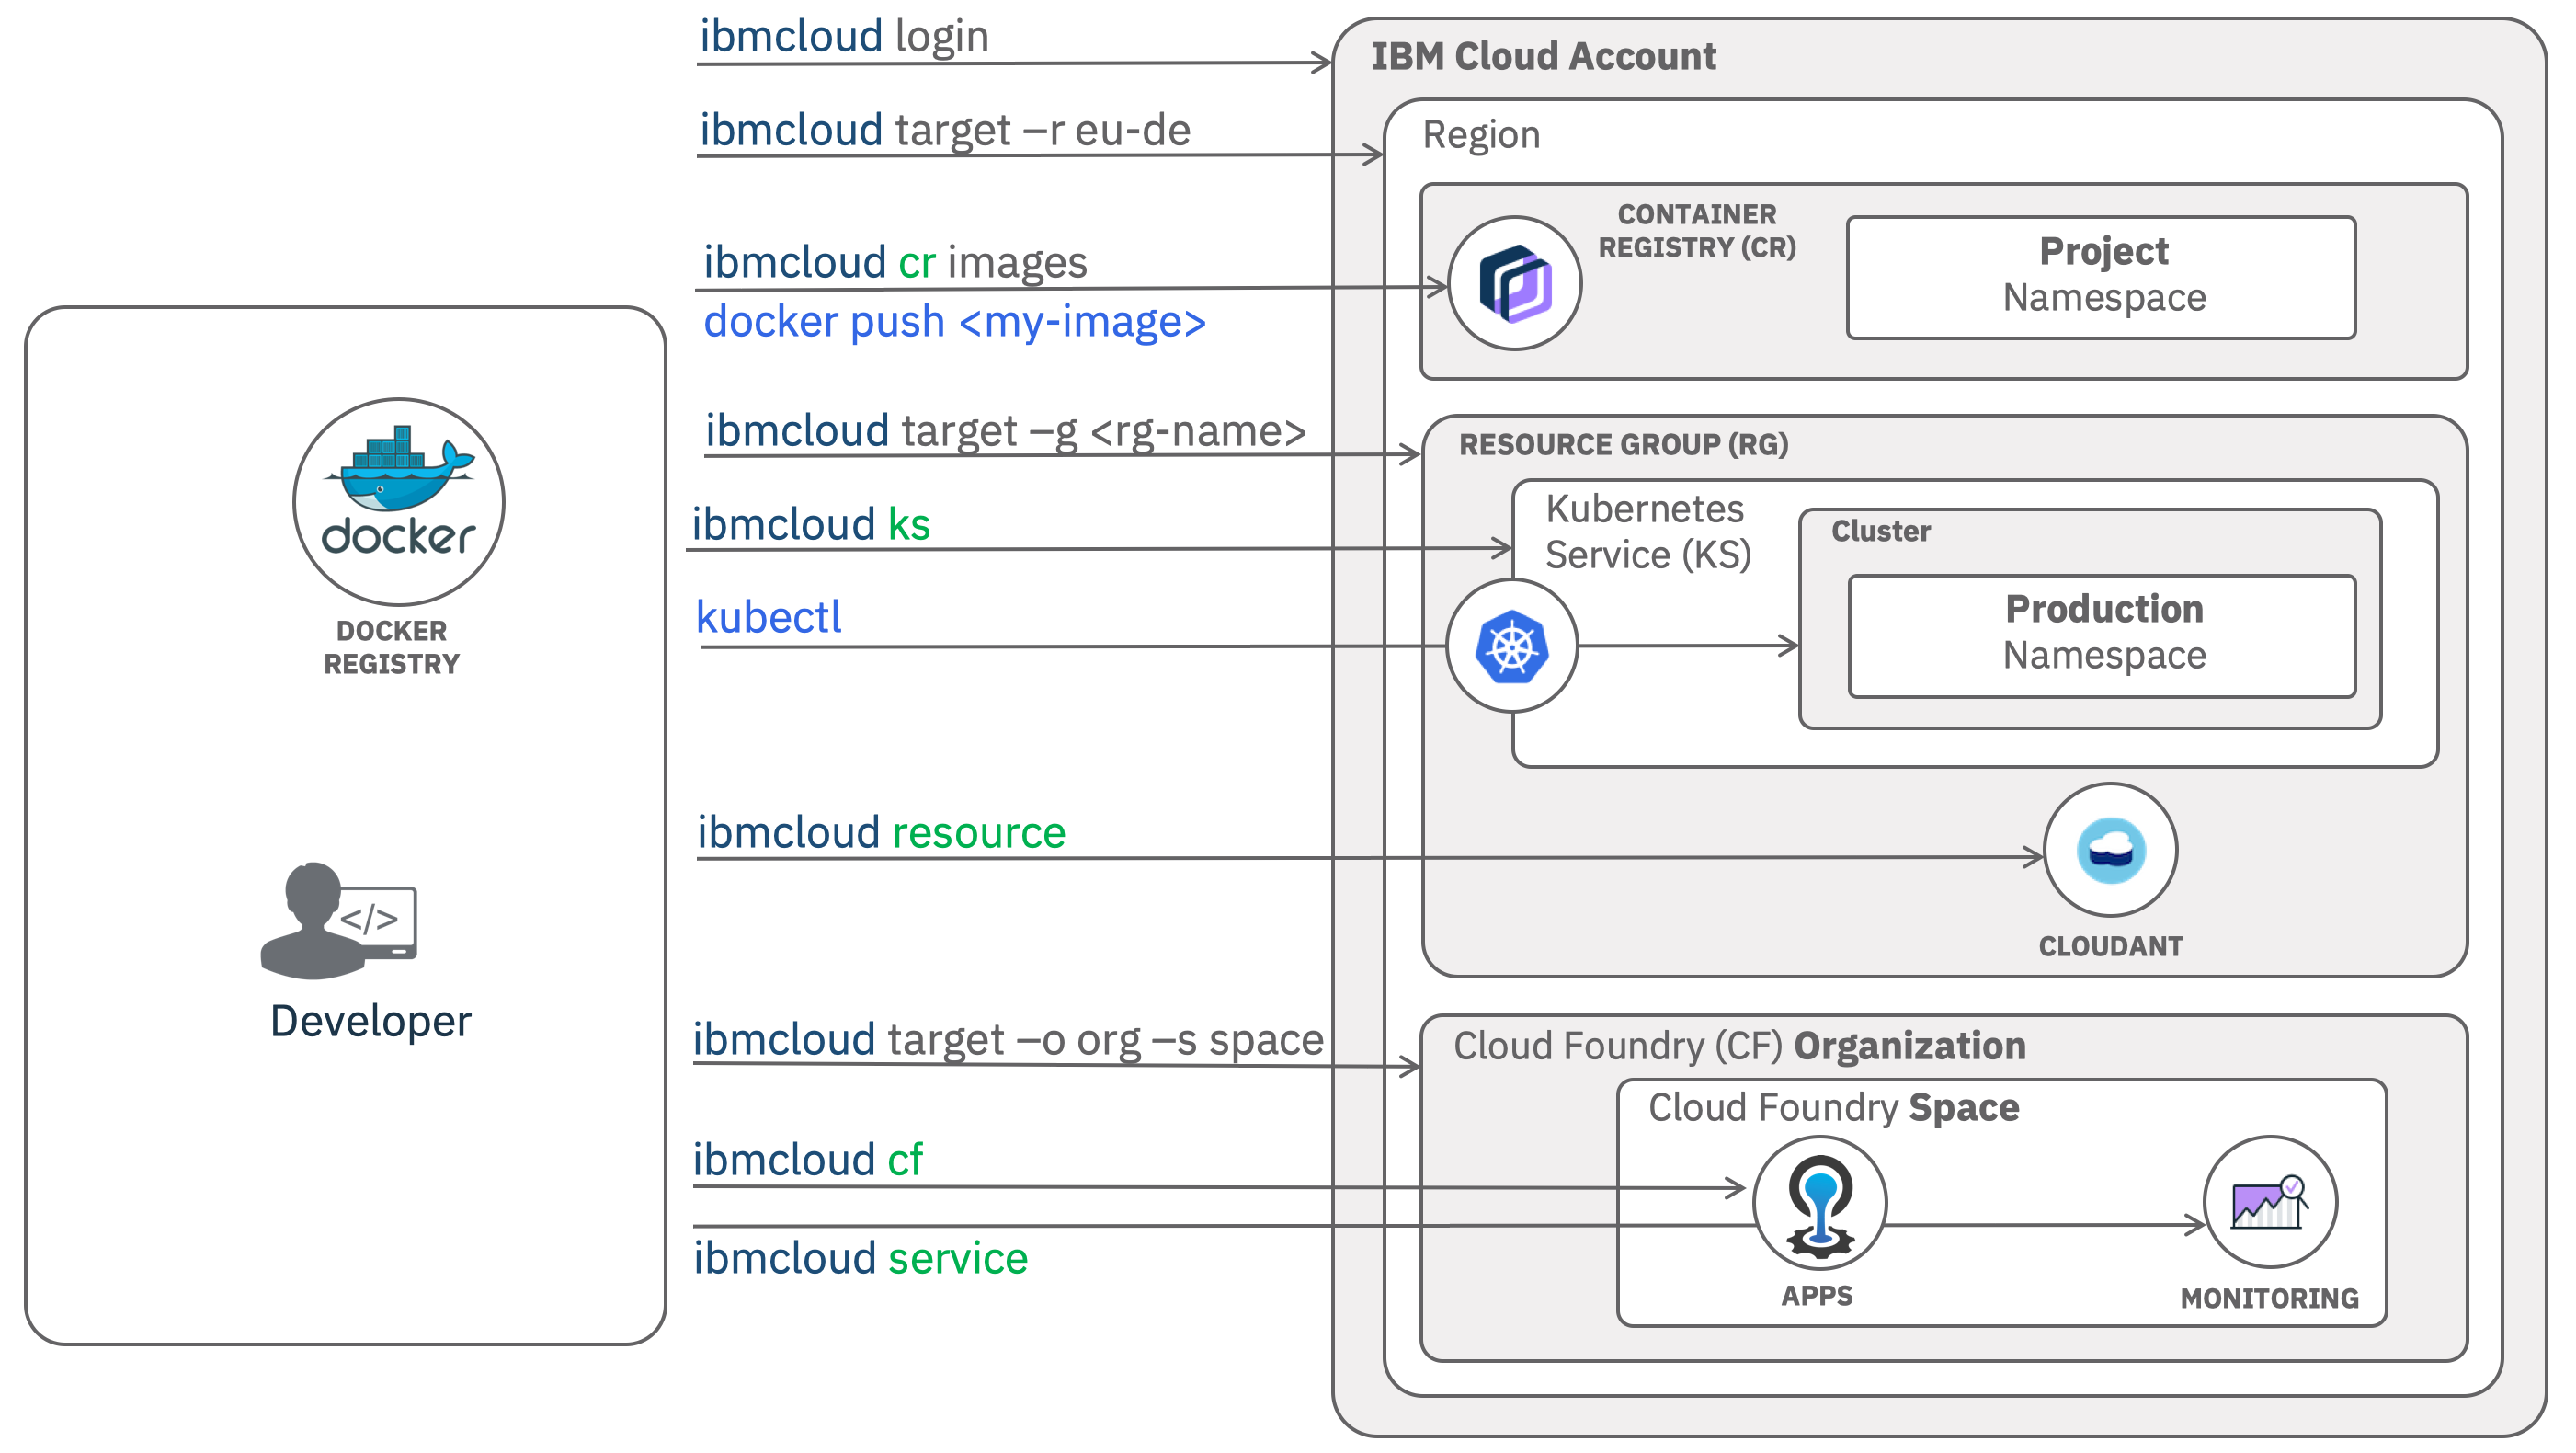 ibmcloud login
IBM Cloud Account
ibmcloud target –r eu-de
Region
CONTAINER
REGISTRY (CR)
Project
Namespace
ibmcloud cr images
docker push <my-image>
ibmcloud target –g <rg-name>
RESOURCE GROUP (RG)
ibmcloud ks
Kubernetes
Service (KS)
Cluster
Production
Namespace
kubectl
docker
DOCKER
REGISTRY
ibmcloud resource
CLOUDANT
</>
Developer
ibmcloud target –o org –s space
Cloud Foundry (CF) Organization
Cloud Foundry Space
ibmcloud cf
ibmcloud service
APPS
MONITORING